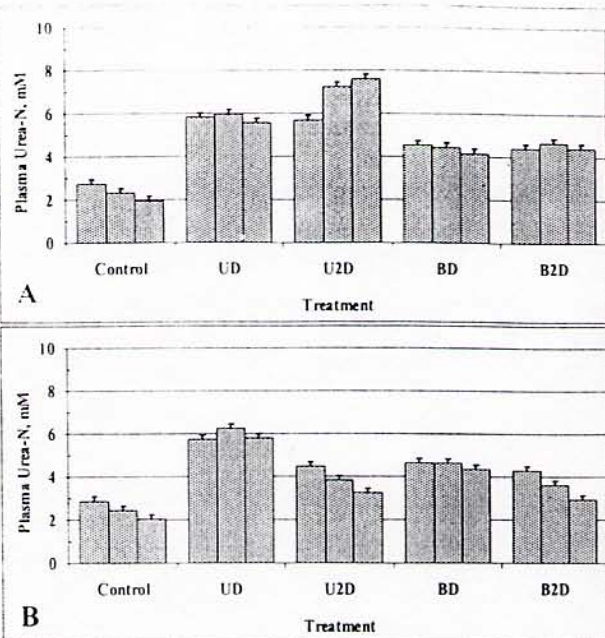 10
8
6
4
2
0
Plasma Urea-N, mM
Control UD U2D BD B2D
A
Treatment
10
8
6
4
2
0
Plasma Urea-N, mM
Control UD U2D BD B2D
B
Treatment